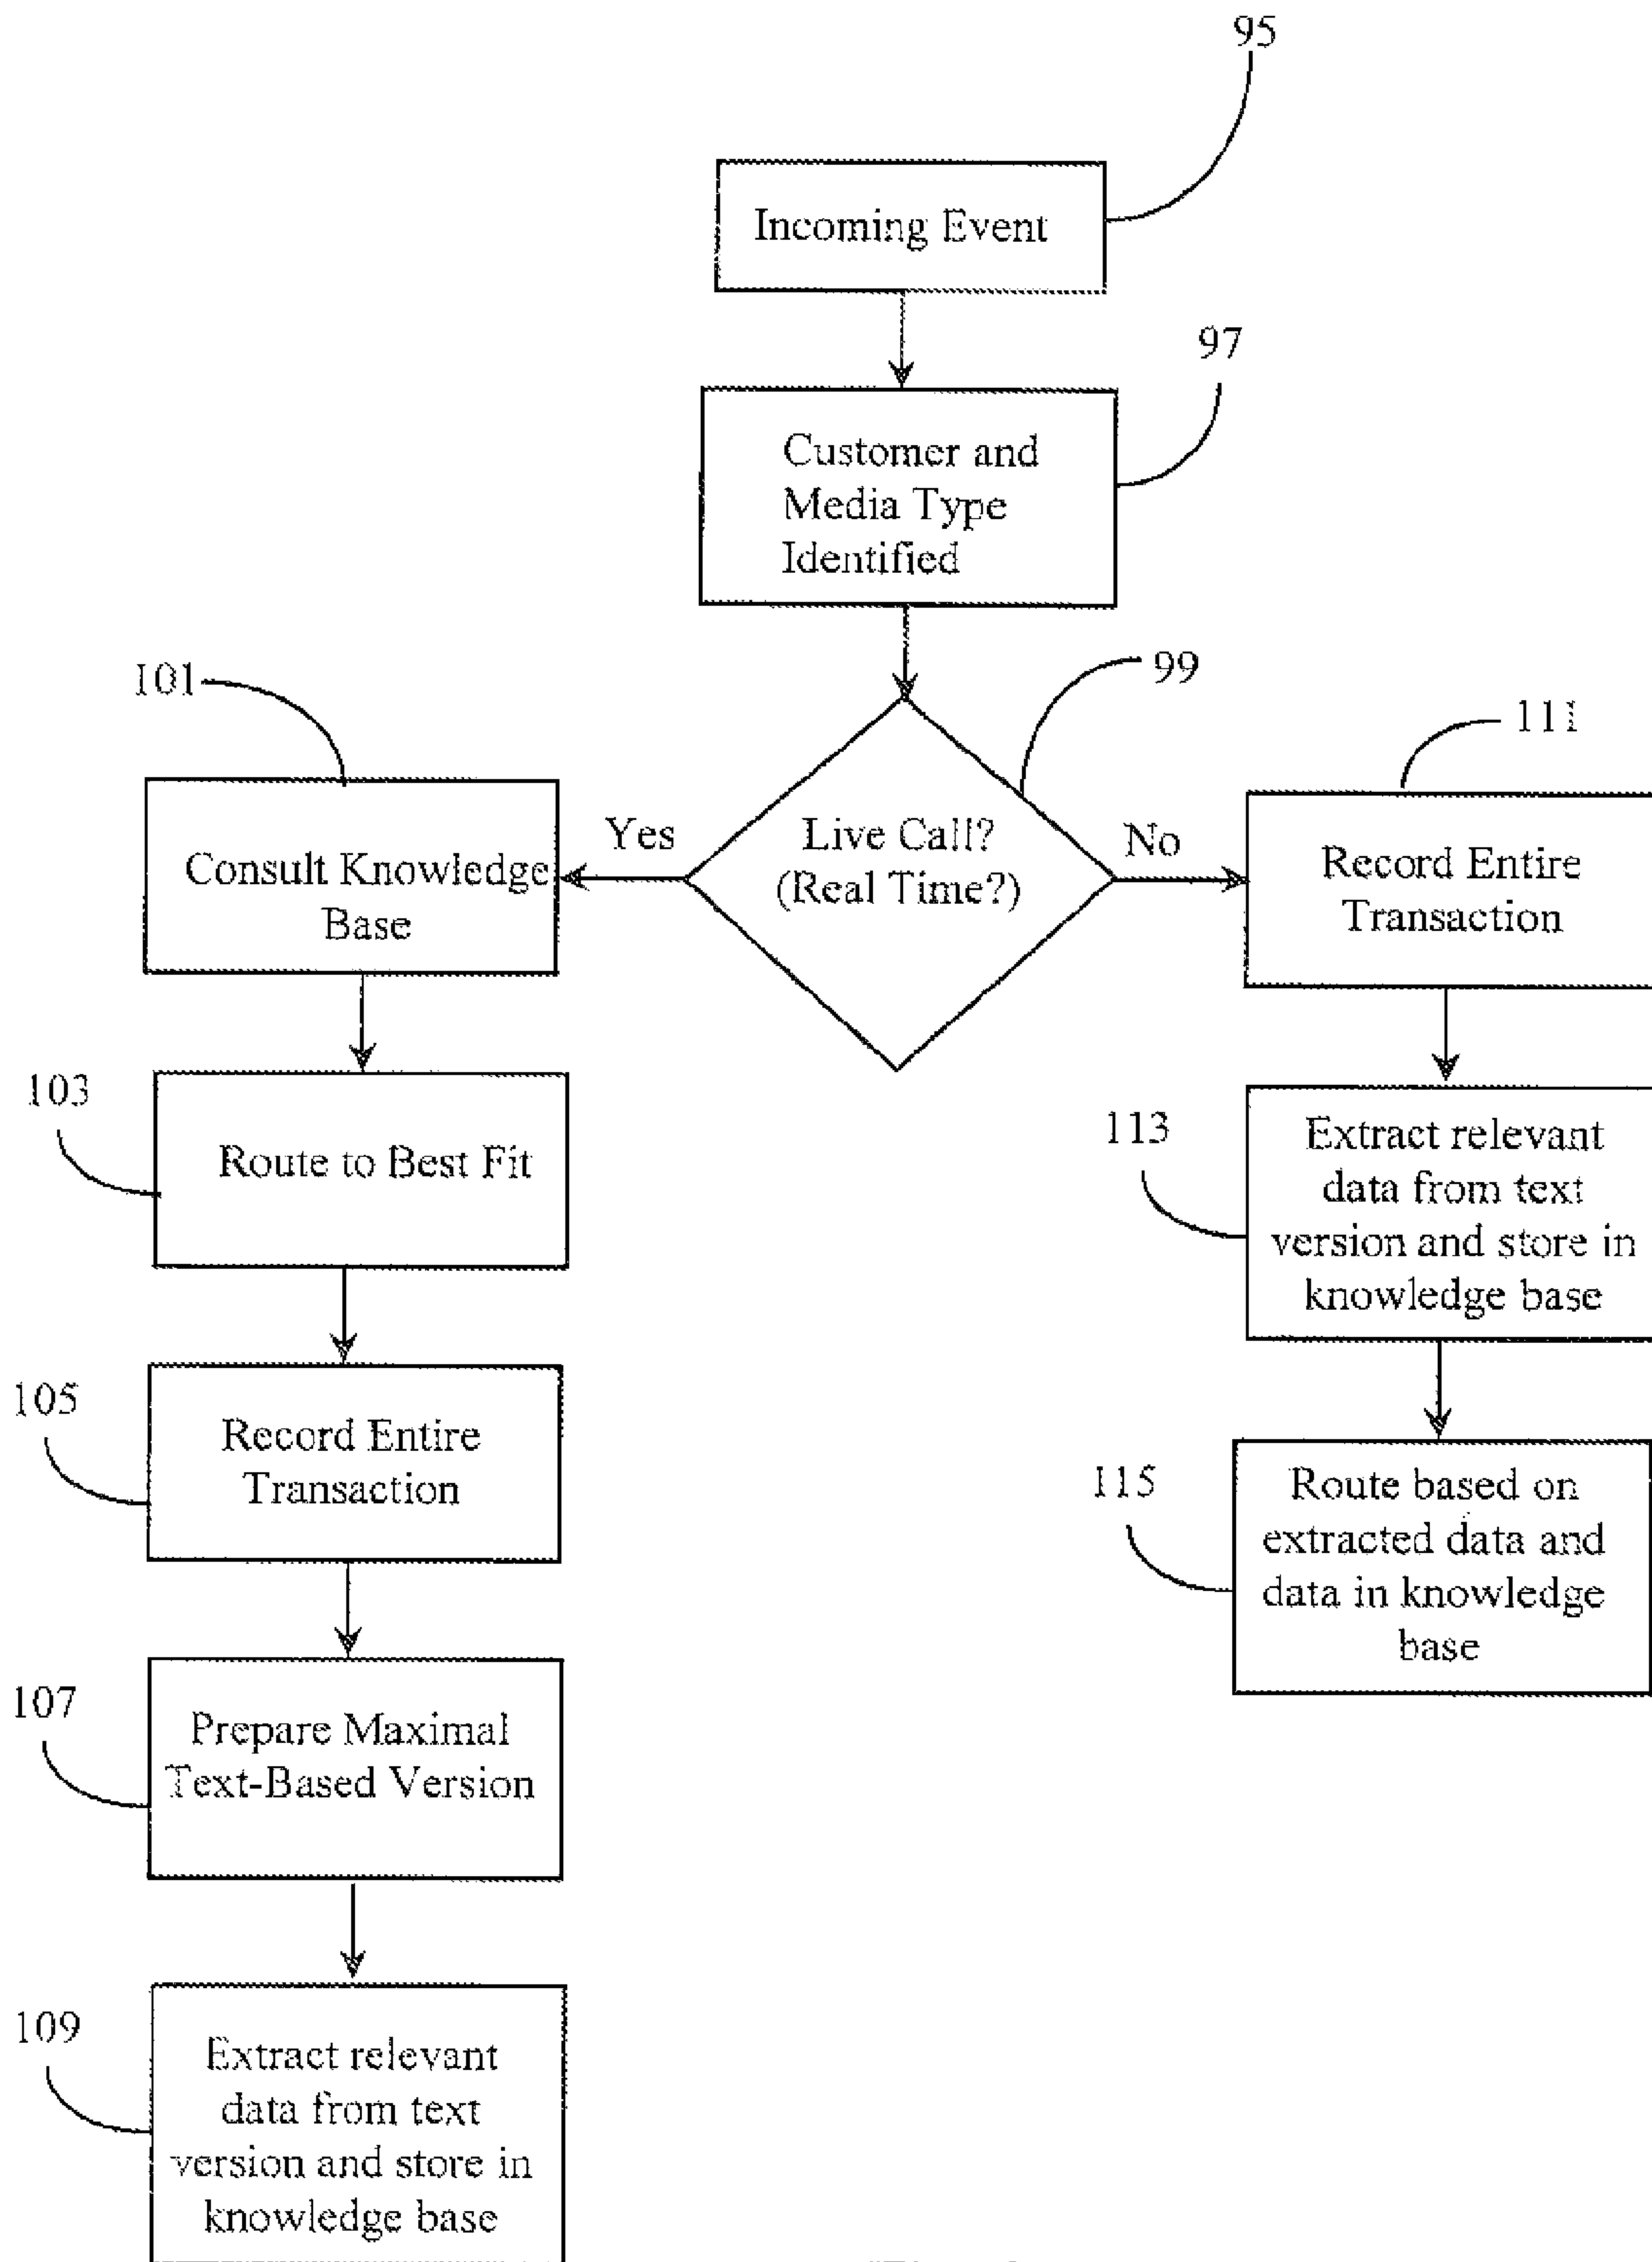 95
Incoming Event
97
Customer and
Media Type
Identified
99
Live Call?
(Real Time?)
Yes
No
101
Consult Knowledge
Base
103
Route to Best Fit
105
Record Entire
Transaction
107
Prepare Maximal
Text-Based Version
109
Extract relevant
data from text
version and store in
knowledge base
111
Record Entire
Transaction
113
Extract relevant
data from text
version and store in
knowledge base
115
Route based on
extracted data and
data in knowledge
base